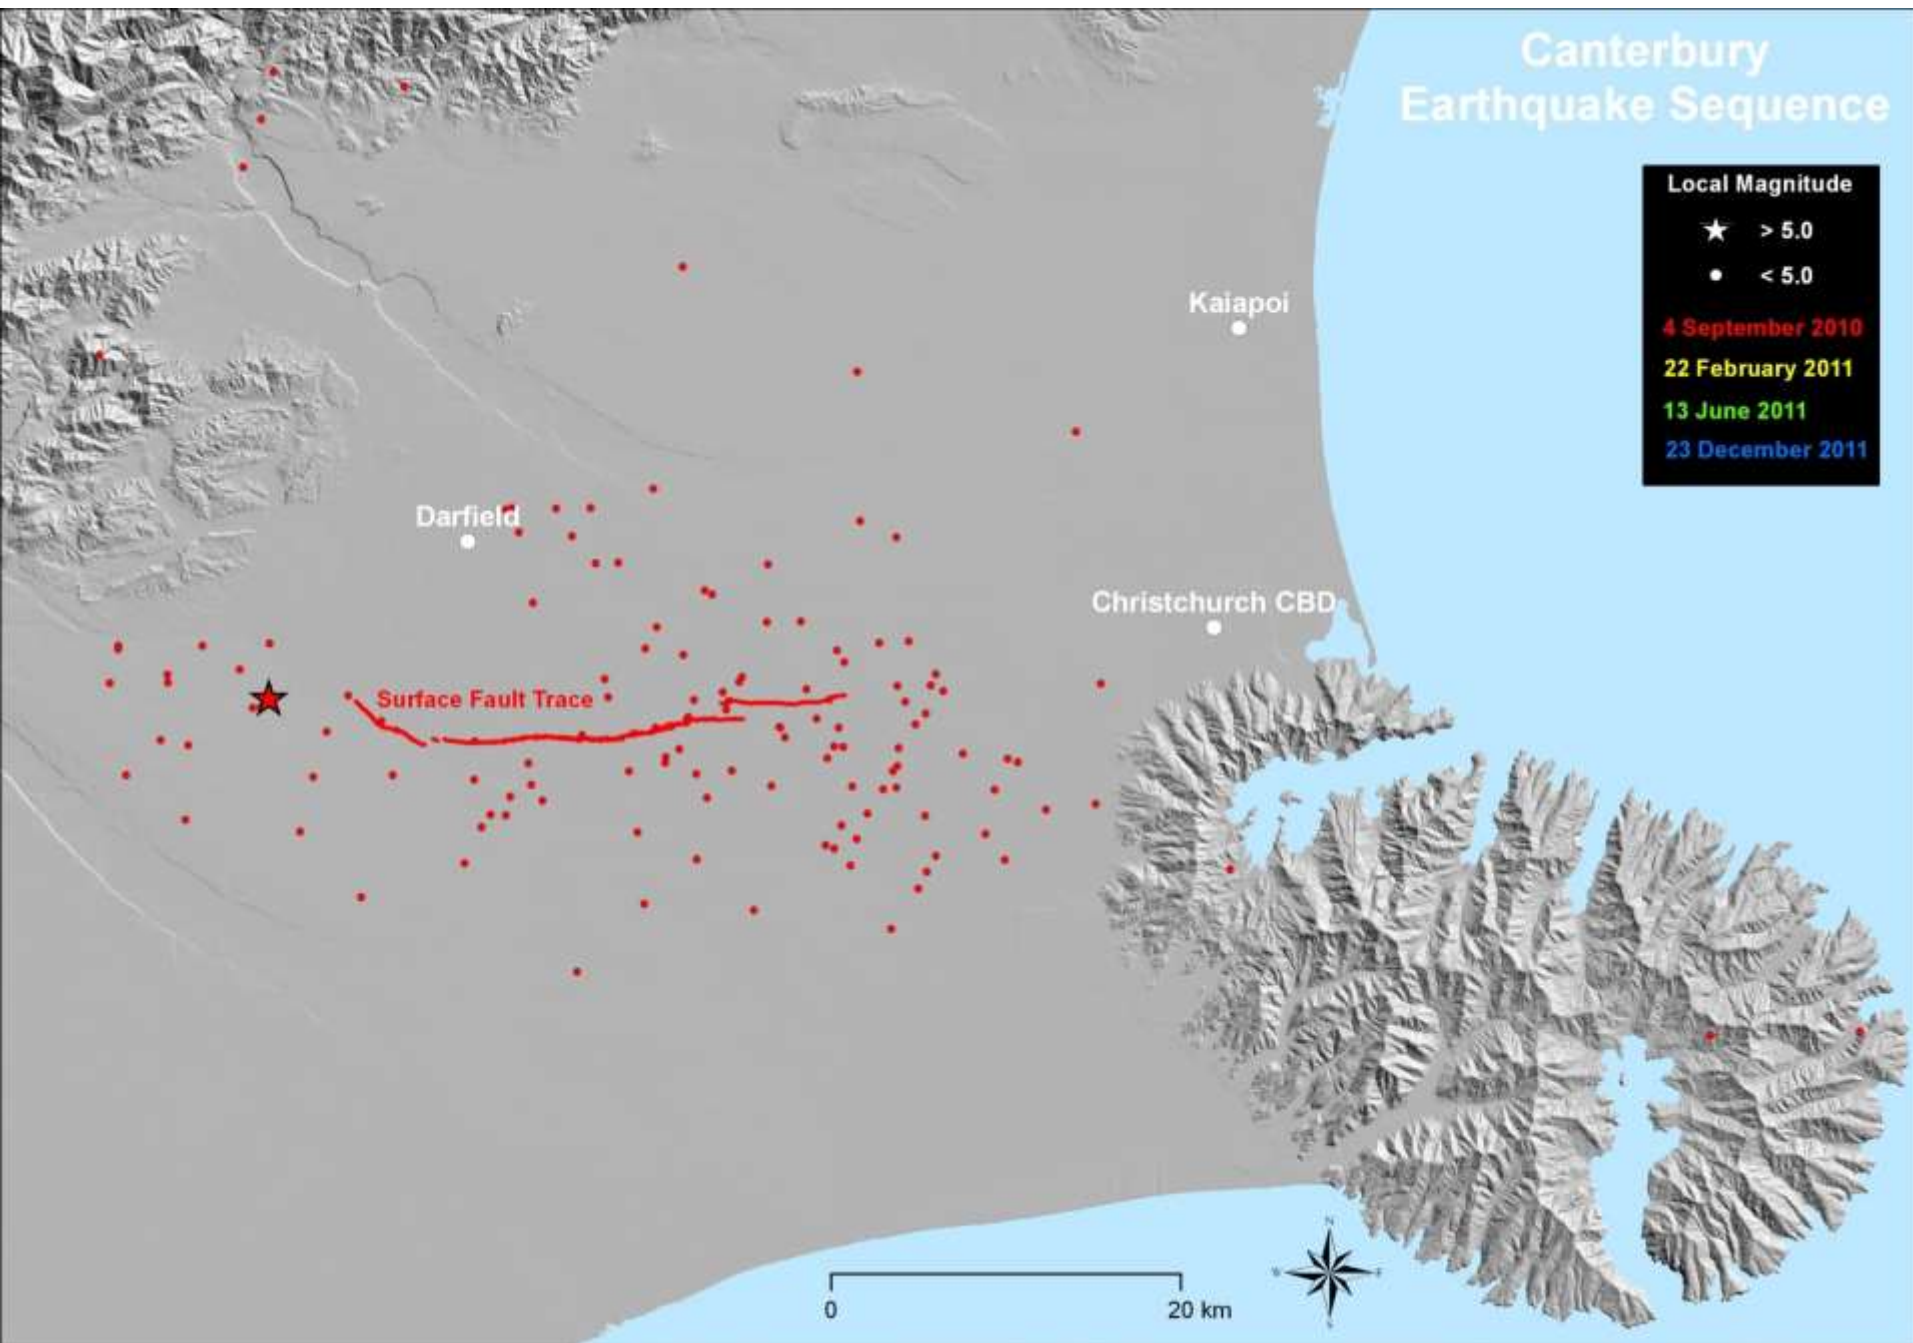 Canterbury
Earthquake Sequence
Local Magnitude
> 5.0
< 5.0
4 September 2010
22 February 2011
13 June 2011
23 December 2011
Kaiapoi
Darfield
Christchurch CBD
Surface Fault Trace
N
W
E
S
0
20 km